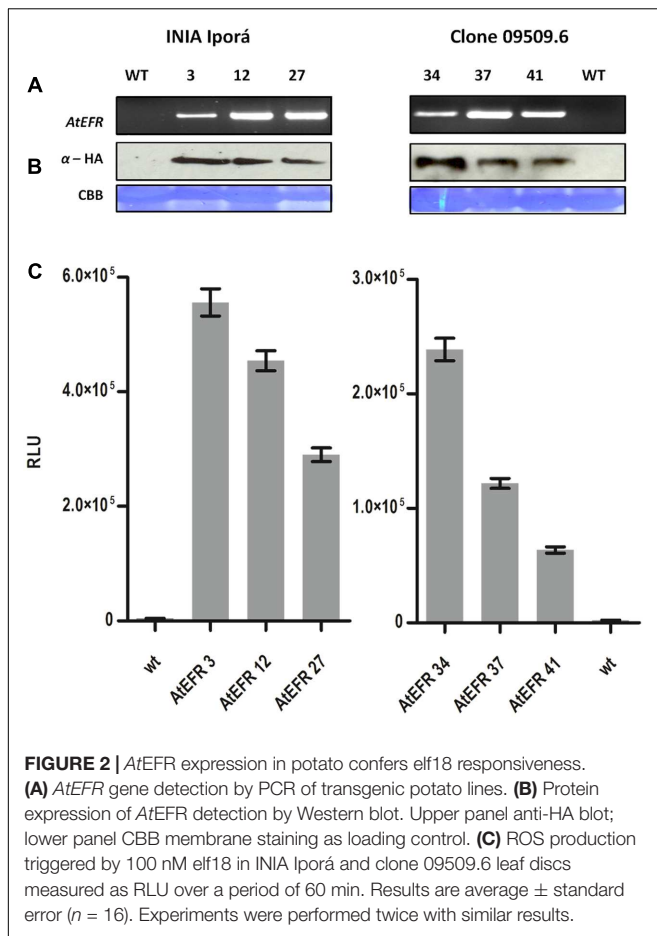 INIA Iporá Clone 09509.6
WT 3 12 27 34 37 41 WT
A
AtEFR
B
α – HA
CBB
C
6.0×10⁵ 3.0×10⁵
4.0×10⁵ 2.0×10⁵
RLU
2.0×10⁵ 1.0×10⁵
0 0
wt AtEFR 3 AtEFR 12 AtEFR 27 AtEFR 34 AtEFR 37 AtEFR 41 wt
FIGURE 2 | AtEFR expression in potato confers elf18 responsiveness.
(A) AtEFR gene detection by PCR of transgenic potato lines. (B) Protein
expression of AtEFR detection by Western blot. Upper panel anti-HA blot;
lower panel CBB membrane staining as loading control. (C) ROS production
triggered by 100 nM elf18 in INIA Iporá and clone 09509.6 leaf discs
measured as RLU over a period of 60 min. Results are average ± standard
error (n = 16). Experiments were performed twice with similar results.